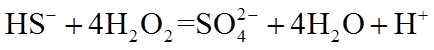 HS⁻ + 4H₂O₂ = SO₄²⁻ + 4H₂O + H⁺